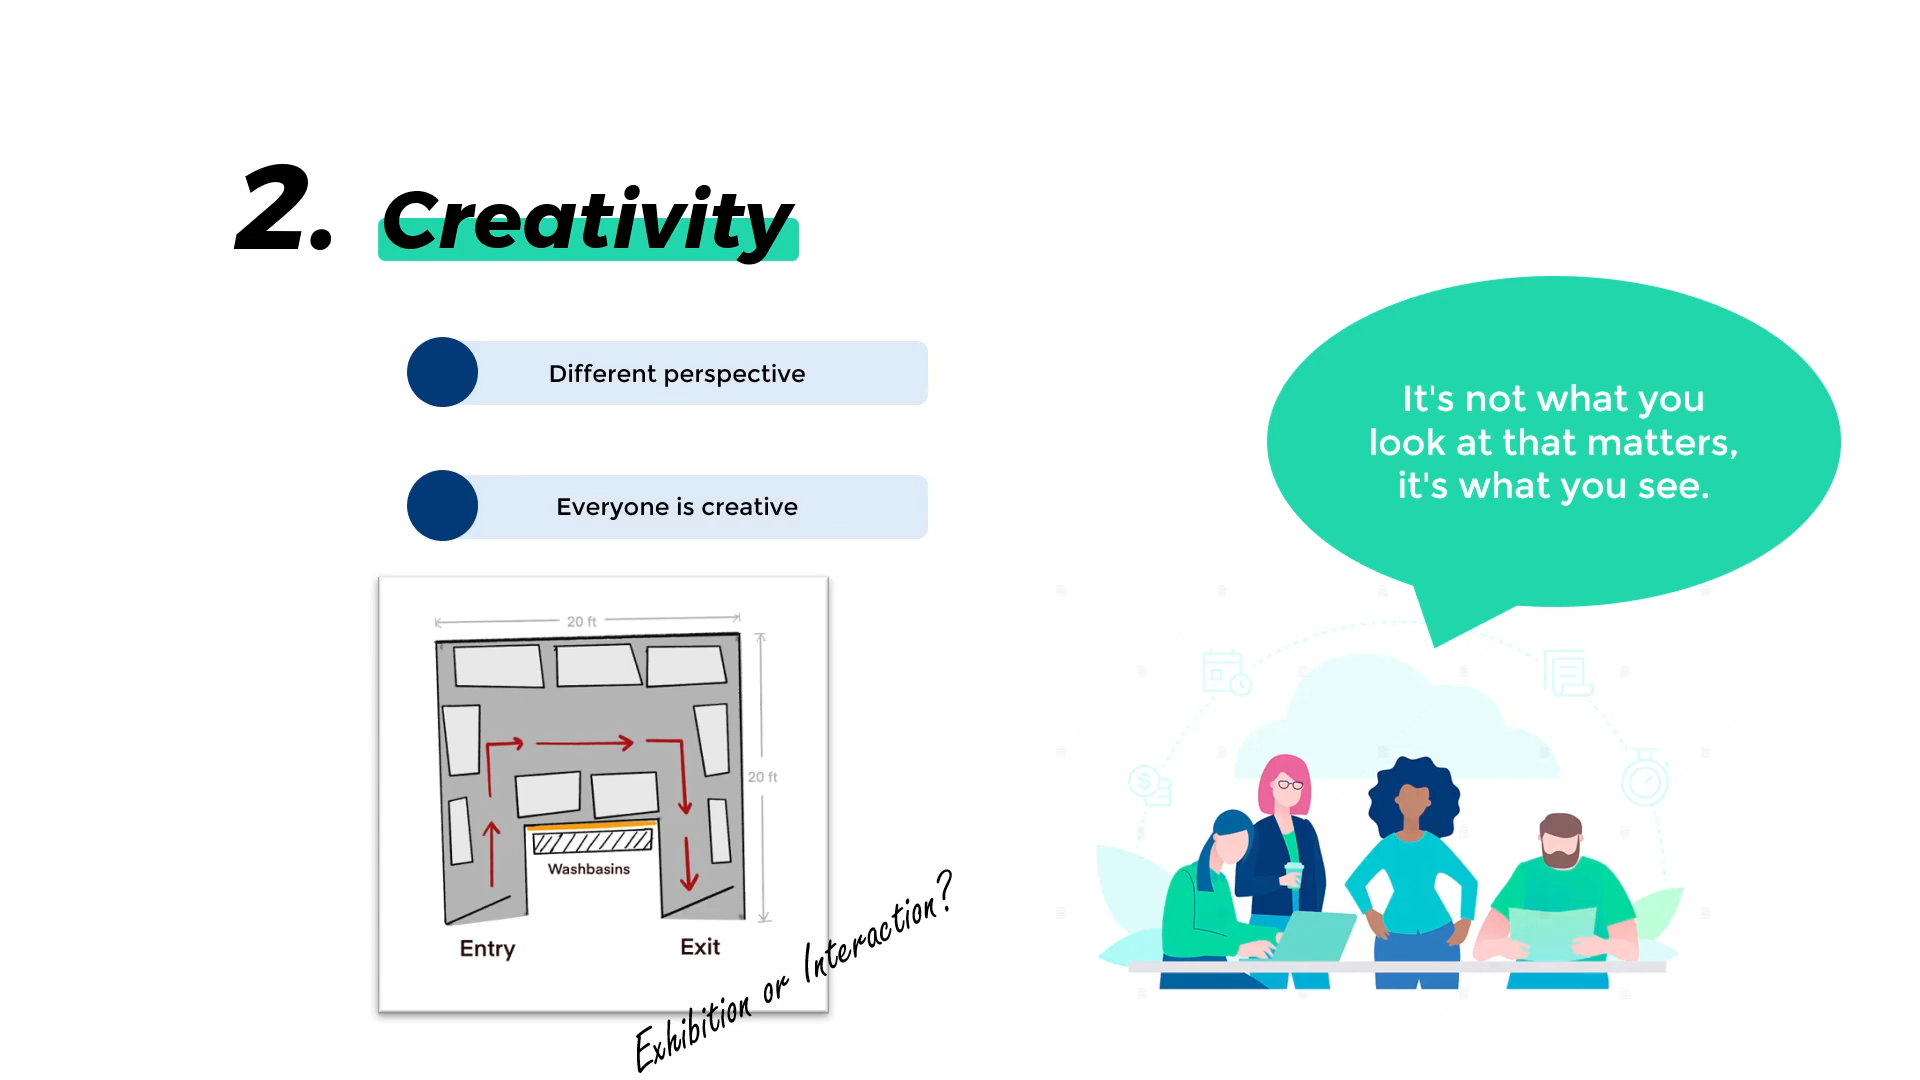 2. Creativity
Different perspective
Everyone is creative
It's not what you
look at that matters,
it's what you see.
20 ft
20 ft
Washbasins
Entry
Exit
Exhibition or Interaction?
$